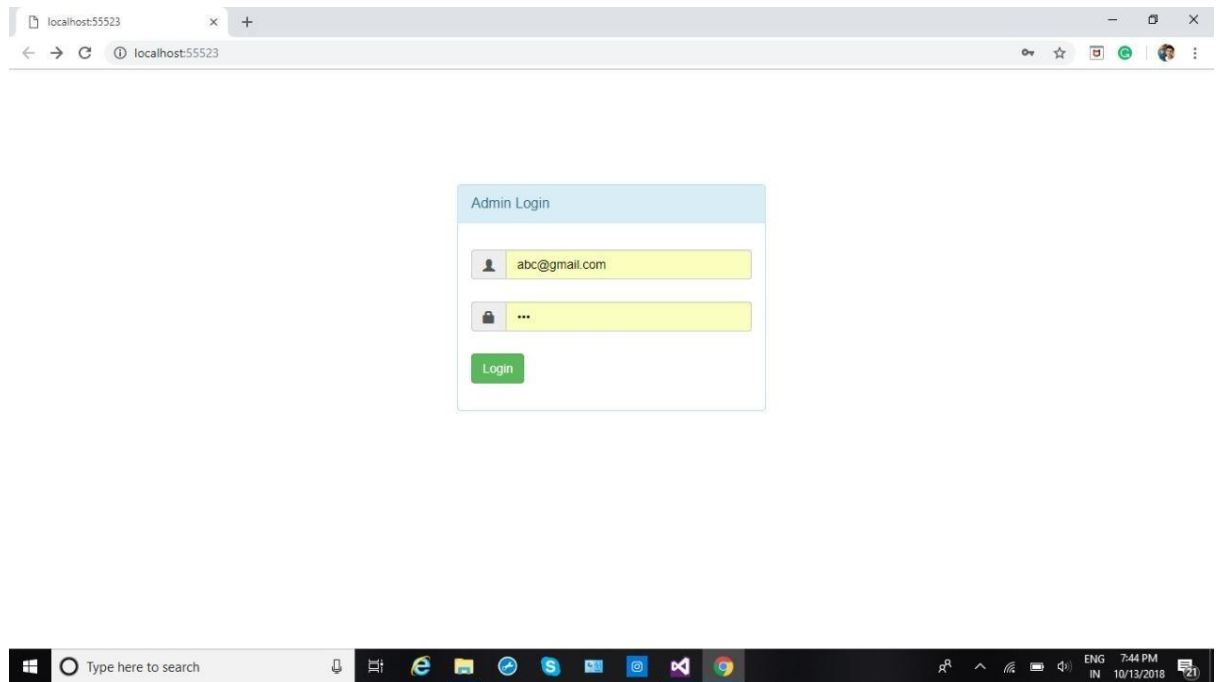 localhost:55523
localhost:55523
Admin Login
abc@gmail.com
•••
Login
Type here to search
ENG
IN
7:44 PM
10/13/2018
21